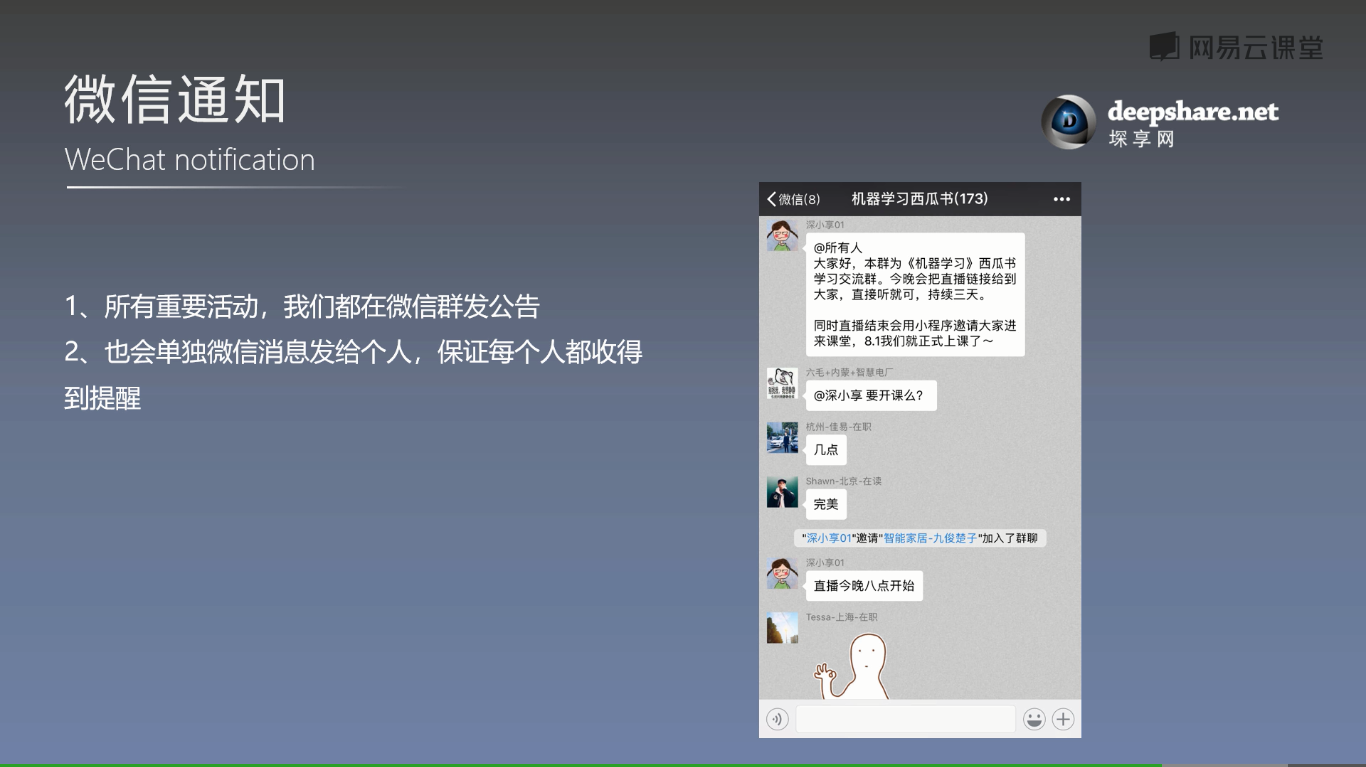 网易云课堂
微信通知
WeChat notification
deepshare.net
深享网
1、所有重要活动，我们都在微信群发公告
2、也会单独微信消息发给个人，保证每个人都收得
到提醒
微信(8)
机器学习西瓜书(173)
深小享01
@所有人
大家好，本群为《机器学习》西瓜书
学习交流群。今晚会把直播链接给到
大家，直接听就可，持续三天。
同时直播结束会用小程序邀请大家进
来课堂，8.1我们就正式上课了～
六毛+内蒙+智慧电厂
@深小享 要开课么?
杭州-佳易-在职
几点
Shawn-北京-在读
完美
"深小享01"邀请"智能家居-九俊楚子"加入了群聊
深小享01
直播今晚八点开始
Tessa-上海-在职